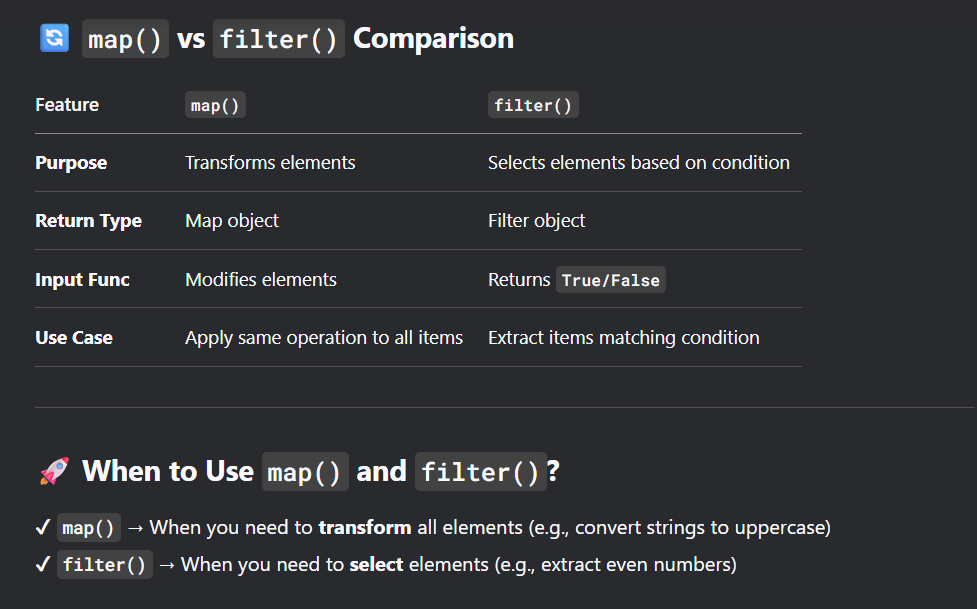 🔄 map() vs filter() Comparison
Feature map() filter()
Purpose Transforms elements Selects elements based on condition
Return Type Map object Filter object
Input Func Modifies elements Returns True/False
Use Case Apply same operation to all items Extract items matching condition
🚀 When to Use map() and filter()?
✔ map() → When you need to transform all elements (e.g., convert strings to uppercase)
✔ filter() → When you need to select elements (e.g., extract even numbers)